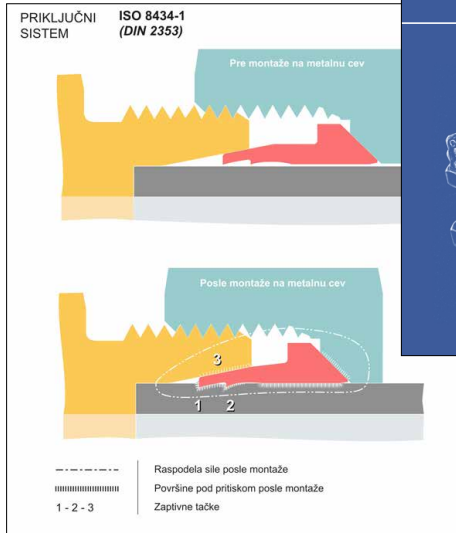 PRIKLJUČNI
SISTEM
ISO 8434-1
(DIN 2353)
Pre montaže na metalnu cev
Posle montaže na metalnu cev
3
1 2
Raspodela sile posle montaže
Površine pod pritiskom posle montaže
1 - 2 - 3 Zaptivne tačke